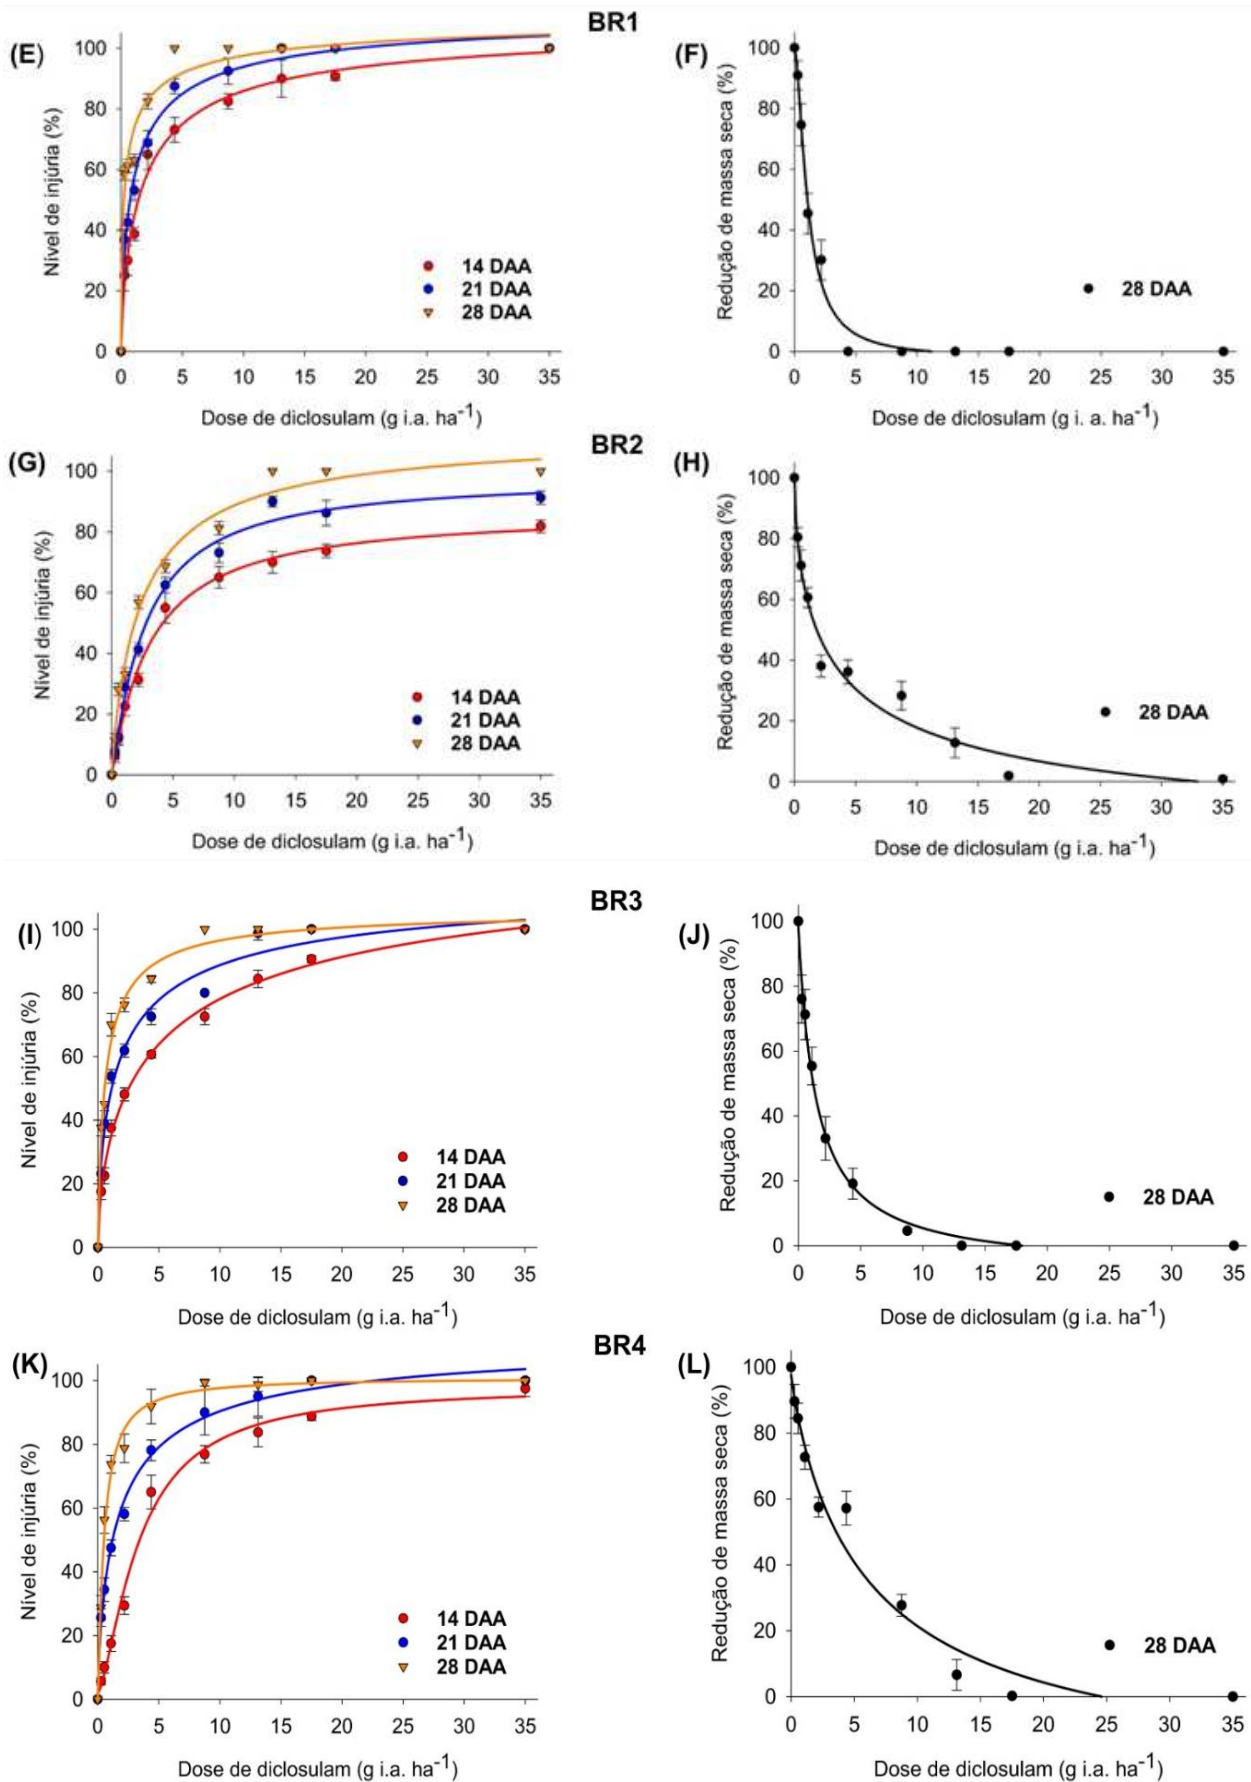 BR1
(E)
Nível de injúria (%)
100
80
60
40
20
0
14 DAA
21 DAA
28 DAA
0 5 10 15 20 25 30 35
Dose de diclosulam (g i.a. ha-1)
(F)
Redução de massa seca (%)
100
80
60
40
20
0
28 DAA
0 5 10 15 20 25 30 35
Dose de diclosulam (g i.a. ha-1)
BR2
(G)
Nível de injúria (%)
100
80
60
40
20
0
14 DAA
21 DAA
28 DAA
0 5 10 15 20 25 30 35
Dose de diclosulam (g i.a. ha-1)
(H)
Redução de massa seca (%)
100
80
60
40
20
0
28 DAA
0 5 10 15 20 25 30 35
Dose de diclosulam (g i.a. ha-1)
BR3
(I)
Nível de injúria (%)
100
80
60
40
20
0
14 DAA
21 DAA
28 DAA
0 5 10 15 20 25 30 35
Dose de diclosulam (g i.a. ha-1)
(J)
Redução de massa seca (%)
100
80
60
40
20
0
28 DAA
0 5 10 15 20 25 30 35
Dose de diclosulam (g i.a. ha-1)
BR4
(K)
Nível de injúria (%)
100
80
60
40
20
0
14 DAA
21 DAA
28 DAA
0 5 10 15 20 25 30 35
Dose de diclosulam (g i.a. ha-1)
(L)
Redução de massa seca (%)
100
80
60
40
20
0
28 DAA
0 5 10 15 20 25 30 35
Dose de diclosulam (g i.a. ha-1)